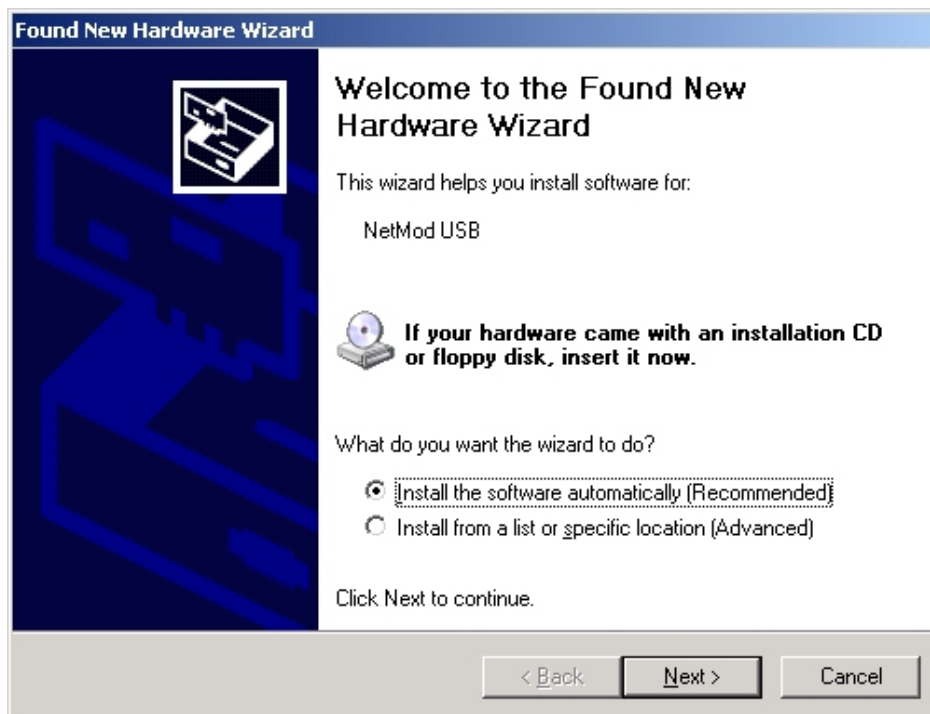 Found New Hardware Wizard
Welcome to the Found New
Hardware Wizard
This wizard helps you install software for:
NetMod USB
If your hardware came with an installation CD
or floppy disk, insert it now.
What do you want the wizard to do?
Install the software automatically (Recommended)
Install from a list or specific location (Advanced)
Click Next to continue.
< Back Next > Cancel